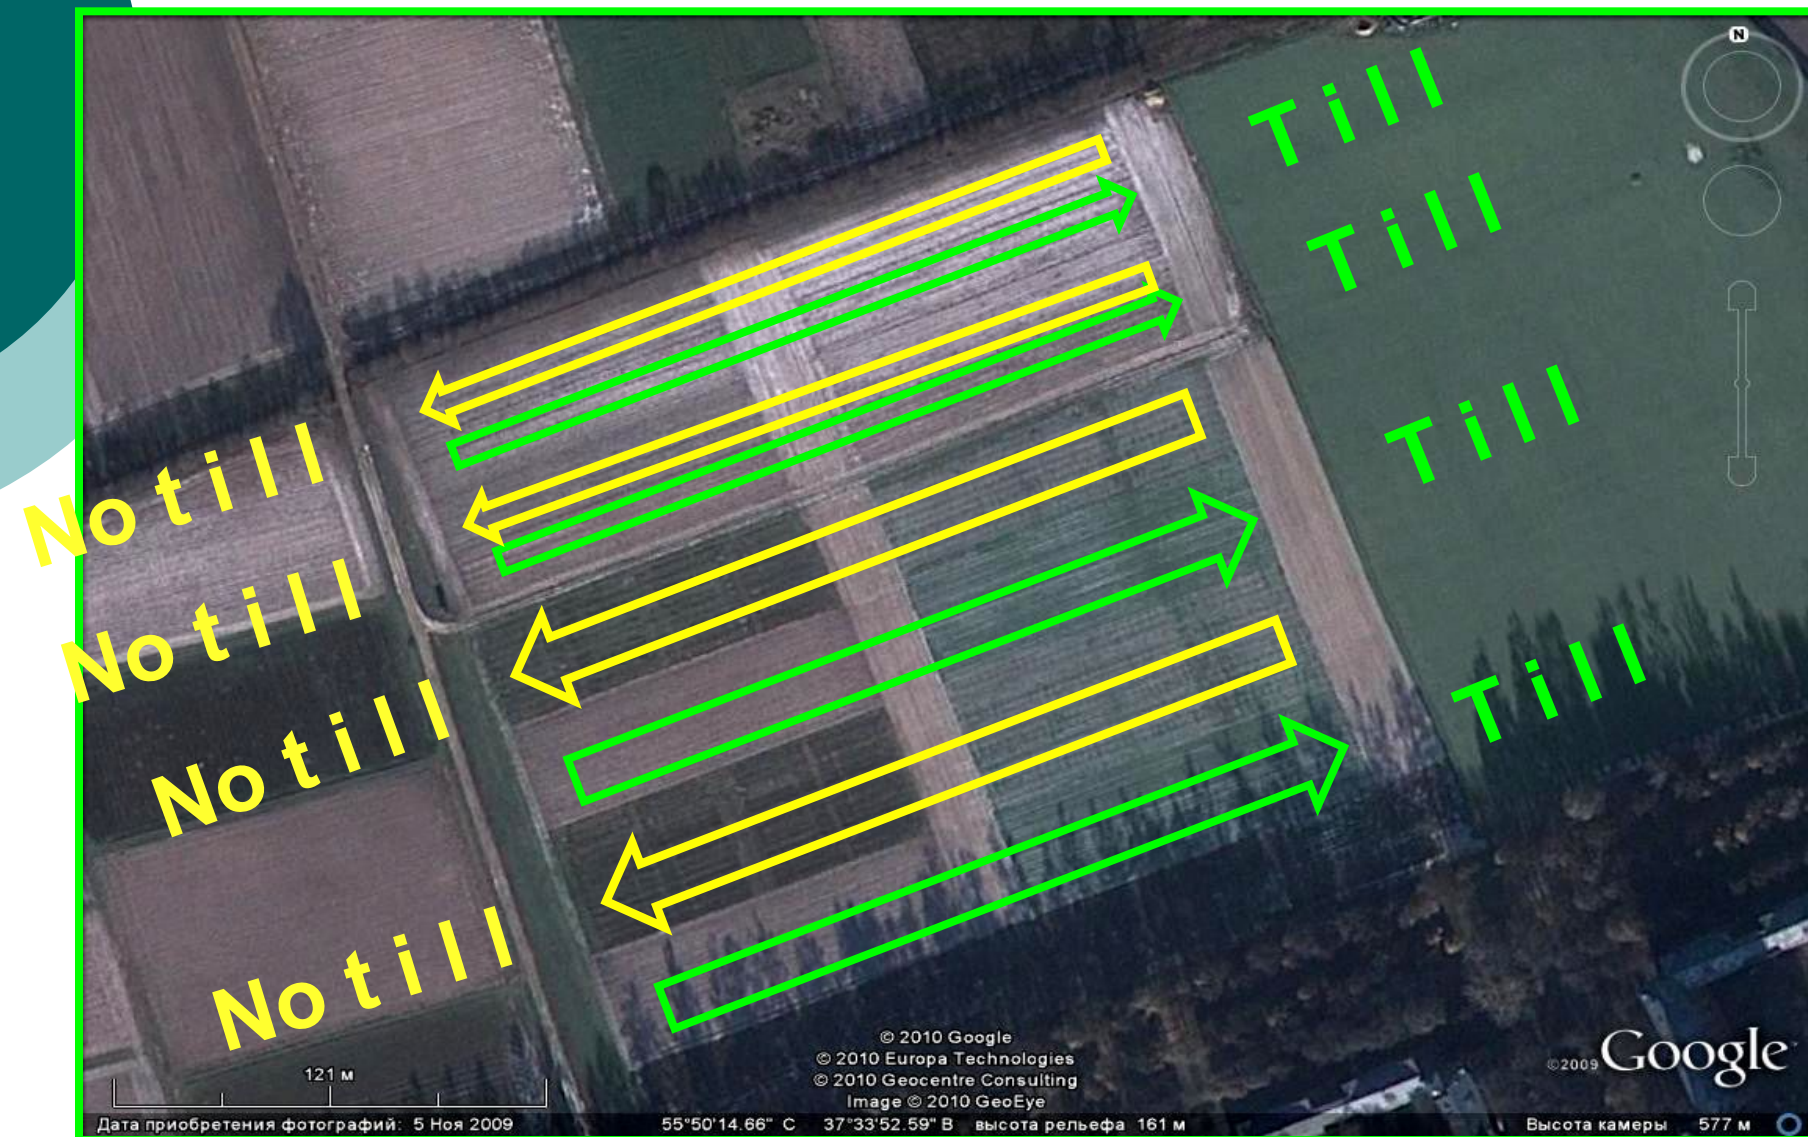 N
Till
Till
Till
Till
No till
No till
No till
No till
© 2010 Google
© 2010 Europa Technologies
© 2010 Geocentre Consulting
Image © 2010 GeoEye
©2009 Google
121 м
Дата приобретения фотографий: 5 Ноя 2009 55°50'14.66" С 37°33'52.59" В высота рельефа 161 м Высота камеры 577 м